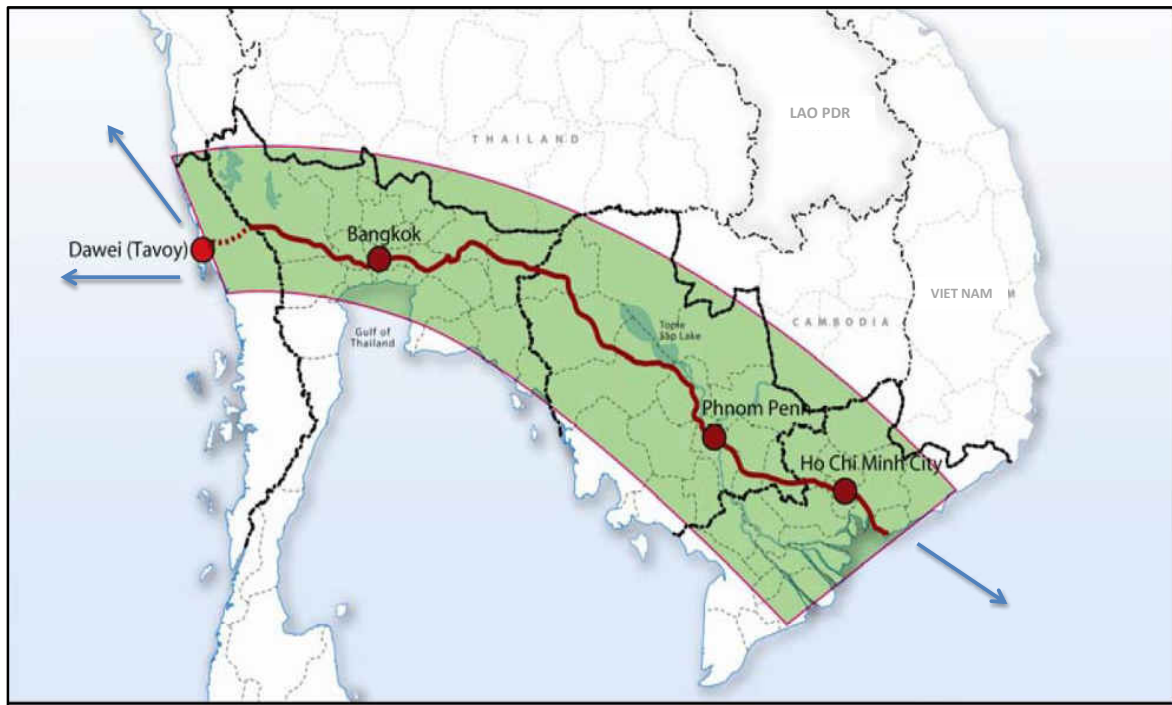 LAO PDR
THAILAND
Dawei (Tavoy)
Bangkok
VIET NAM
M
Gulf of
Thailand
Tonle
Sap Lake
CAMBODIA
Phnom Penh
Ho Chi Minh City